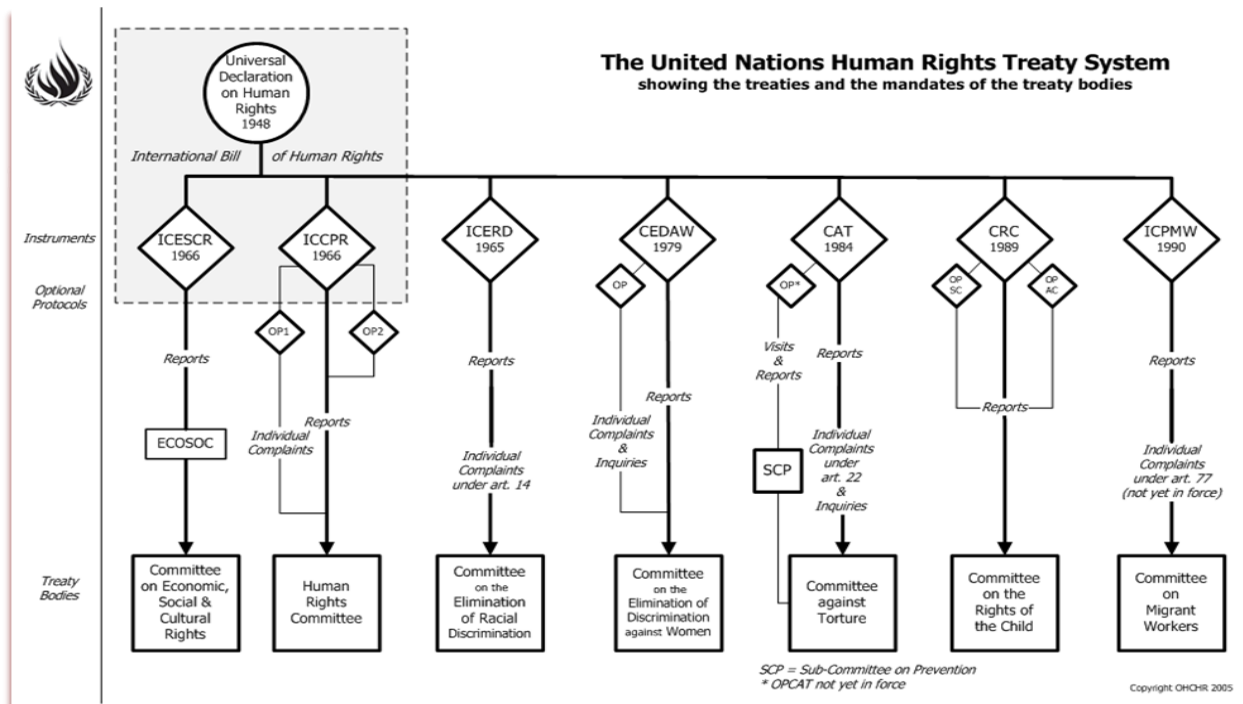 The United Nations Human Rights Treaty System
showing the treaties and the mandates of the treaty bodies
Universal
Declaration
on Human
Rights
1948
International Bill
of Human Rights
Instruments
ICESCR
1966
ICCPR
1966
ICERD
1965
CEDAW
1979
CAT
1984
CRC
1989
ICPMW
1990
Optional
Protocols
OP1
OP2
OP
OP*
OP
SC
OP
AC
Reports
ECOSOC
Individual
Complaints
Reports
Reports
Individual
Complaints
under art. 14
Individual
Complaints
&
Inquiries
Reports
Visits
&
Reports
SCP
Reports
Individual
Complaints
under
art. 22
&
Inquiries
Reports
Reports
Individual
Complaints
under art. 77
(not yet in force)
Treaty
Bodies
Committee
on Economic,
Social &
Cultural
Rights
Human
Rights
Committee
Committee
on the
Elimination
of Racial
Discrimination
Committee
on the
Elimination of
Discrimination
against Women
Committee
against
Torture
Committee
on the
Rights of
the Child
Committee
on
Migrant
Workers
SCP = Sub-Committee on Prevention
* OPCAT not yet in force
Copyright OHCHR 2005